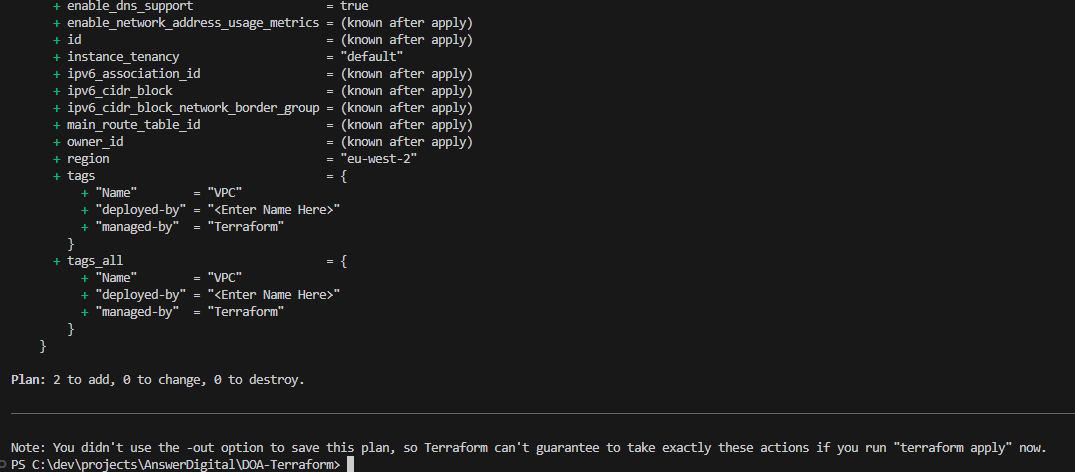 + enable_dns_support = true
+ enable_network_address_usage_metrics = (known after apply)
+ id = (known after apply)
+ instance_tenancy = "default"
+ ipv6_association_id = (known after apply)
+ ipv6_cidr_block = (known after apply)
+ ipv6_cidr_block_network_border_group = (known after apply)
+ main_route_table_id = (known after apply)
+ owner_id = (known after apply)
+ region = "eu-west-2"
+ tags = {
+ "Name" = "VPC"
+ "deployed-by" = "<Enter Name Here>"
+ "managed-by" = "Terraform"
}
+ tags_all = {
+ "Name" = "VPC"
+ "deployed-by" = "<Enter Name Here>"
+ "managed-by" = "Terraform"
}
}
Plan: 2 to add, 0 to change, 0 to destroy.
Note: You didn't use the -out option to save this plan, so Terraform can't guarantee to take exactly these actions if you run "terraform apply" now.
PS C:\dev\projects\AnswerDigital\DOA-Terraform>